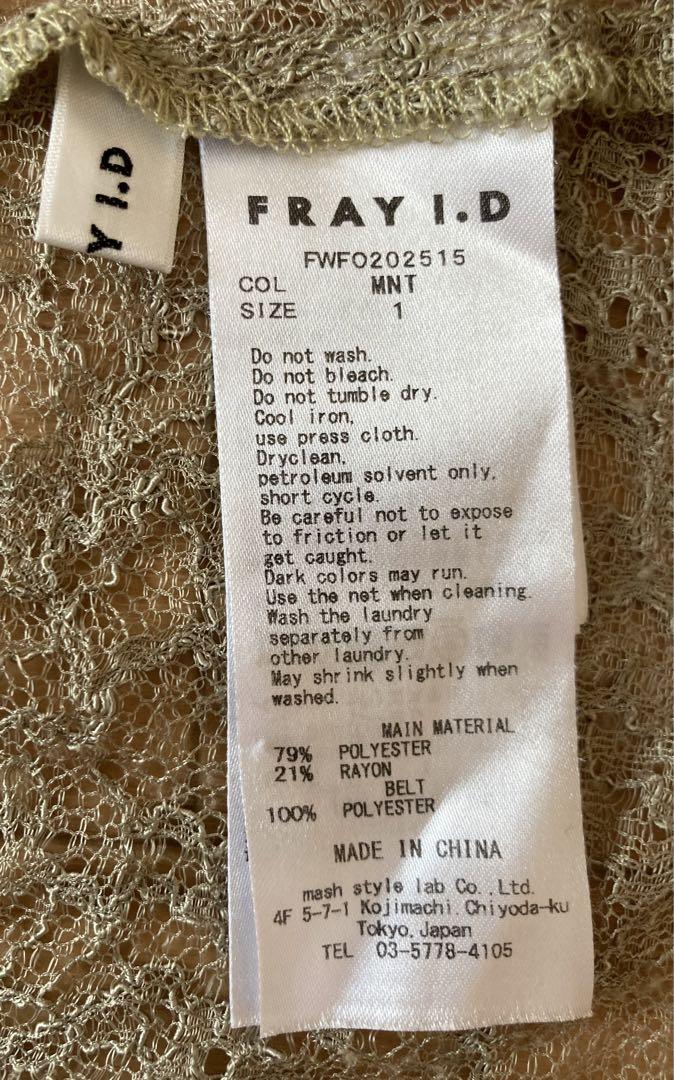 Y I.D
FRAY I.D
FWFO202515
COL MNT
SIZE 1
Do not wash.
Do not bleach.
Do not tumble dry.
Cool iron,
use press cloth.
Dryclean,
petroleum solvent only,
short cycle.
Be careful not to expose
to friction or let it
get caught.
Dark colors may run.
Use the net when cleaning.
Wash the laundry
separately from
other laundry.
May shrink slightly when
washed.
MAIN MATERIAL
79% POLYESTER
21% RAYON
BELT
100% POLYESTER
MADE IN CHINA
mash style lab Co.,Ltd.
4F 5-7-1 Kojimachi.Chiyoda-ku
Tokyo.Japan
TEL 03-5778-4105